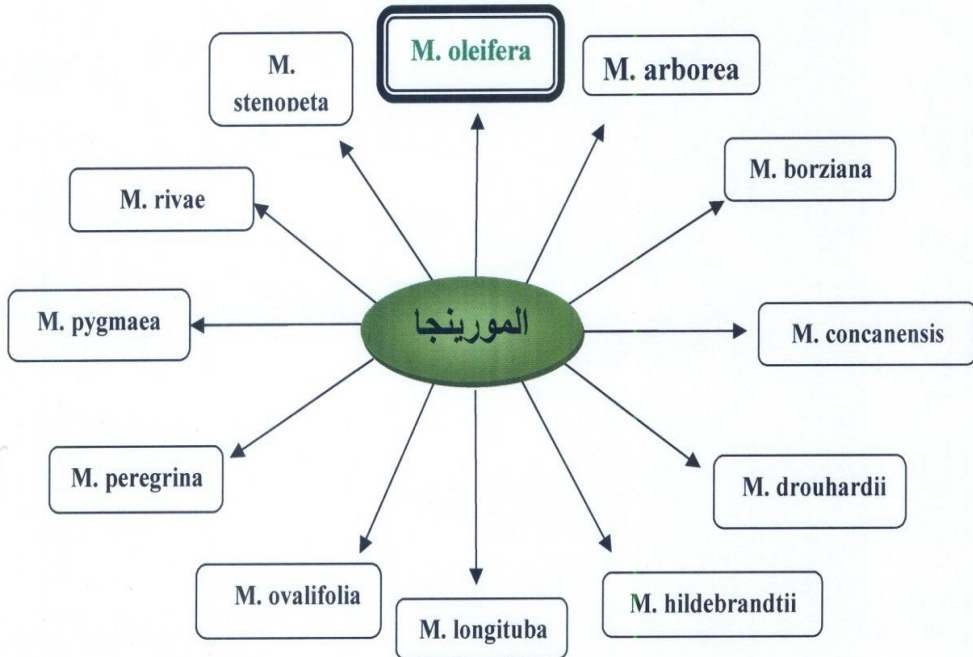 M. oleifera
M. arborea
M.
stenopeta
M. borziana
M. rivae
المورينجا
M. pygmaea
M. concanensis
M. peregrina
M. drouhardii
M. ovalifolia
M. longituba
M. hildebrandtii